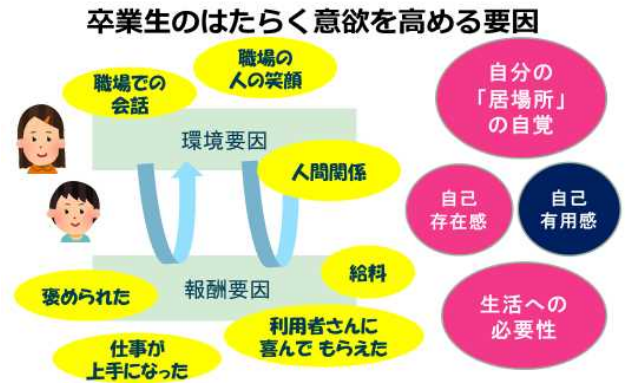 卒業生のはたらく意欲を高める要因
職場での
会話
職場の
人の笑顔
環境要因
人間関係
報酬要因
給料
褒められた
仕事が
上手になった
利用者さんに
喜んで もらえた
自分の
「居場所」
の自覚
自己
存在感
自己
有用感
生活への
必要性